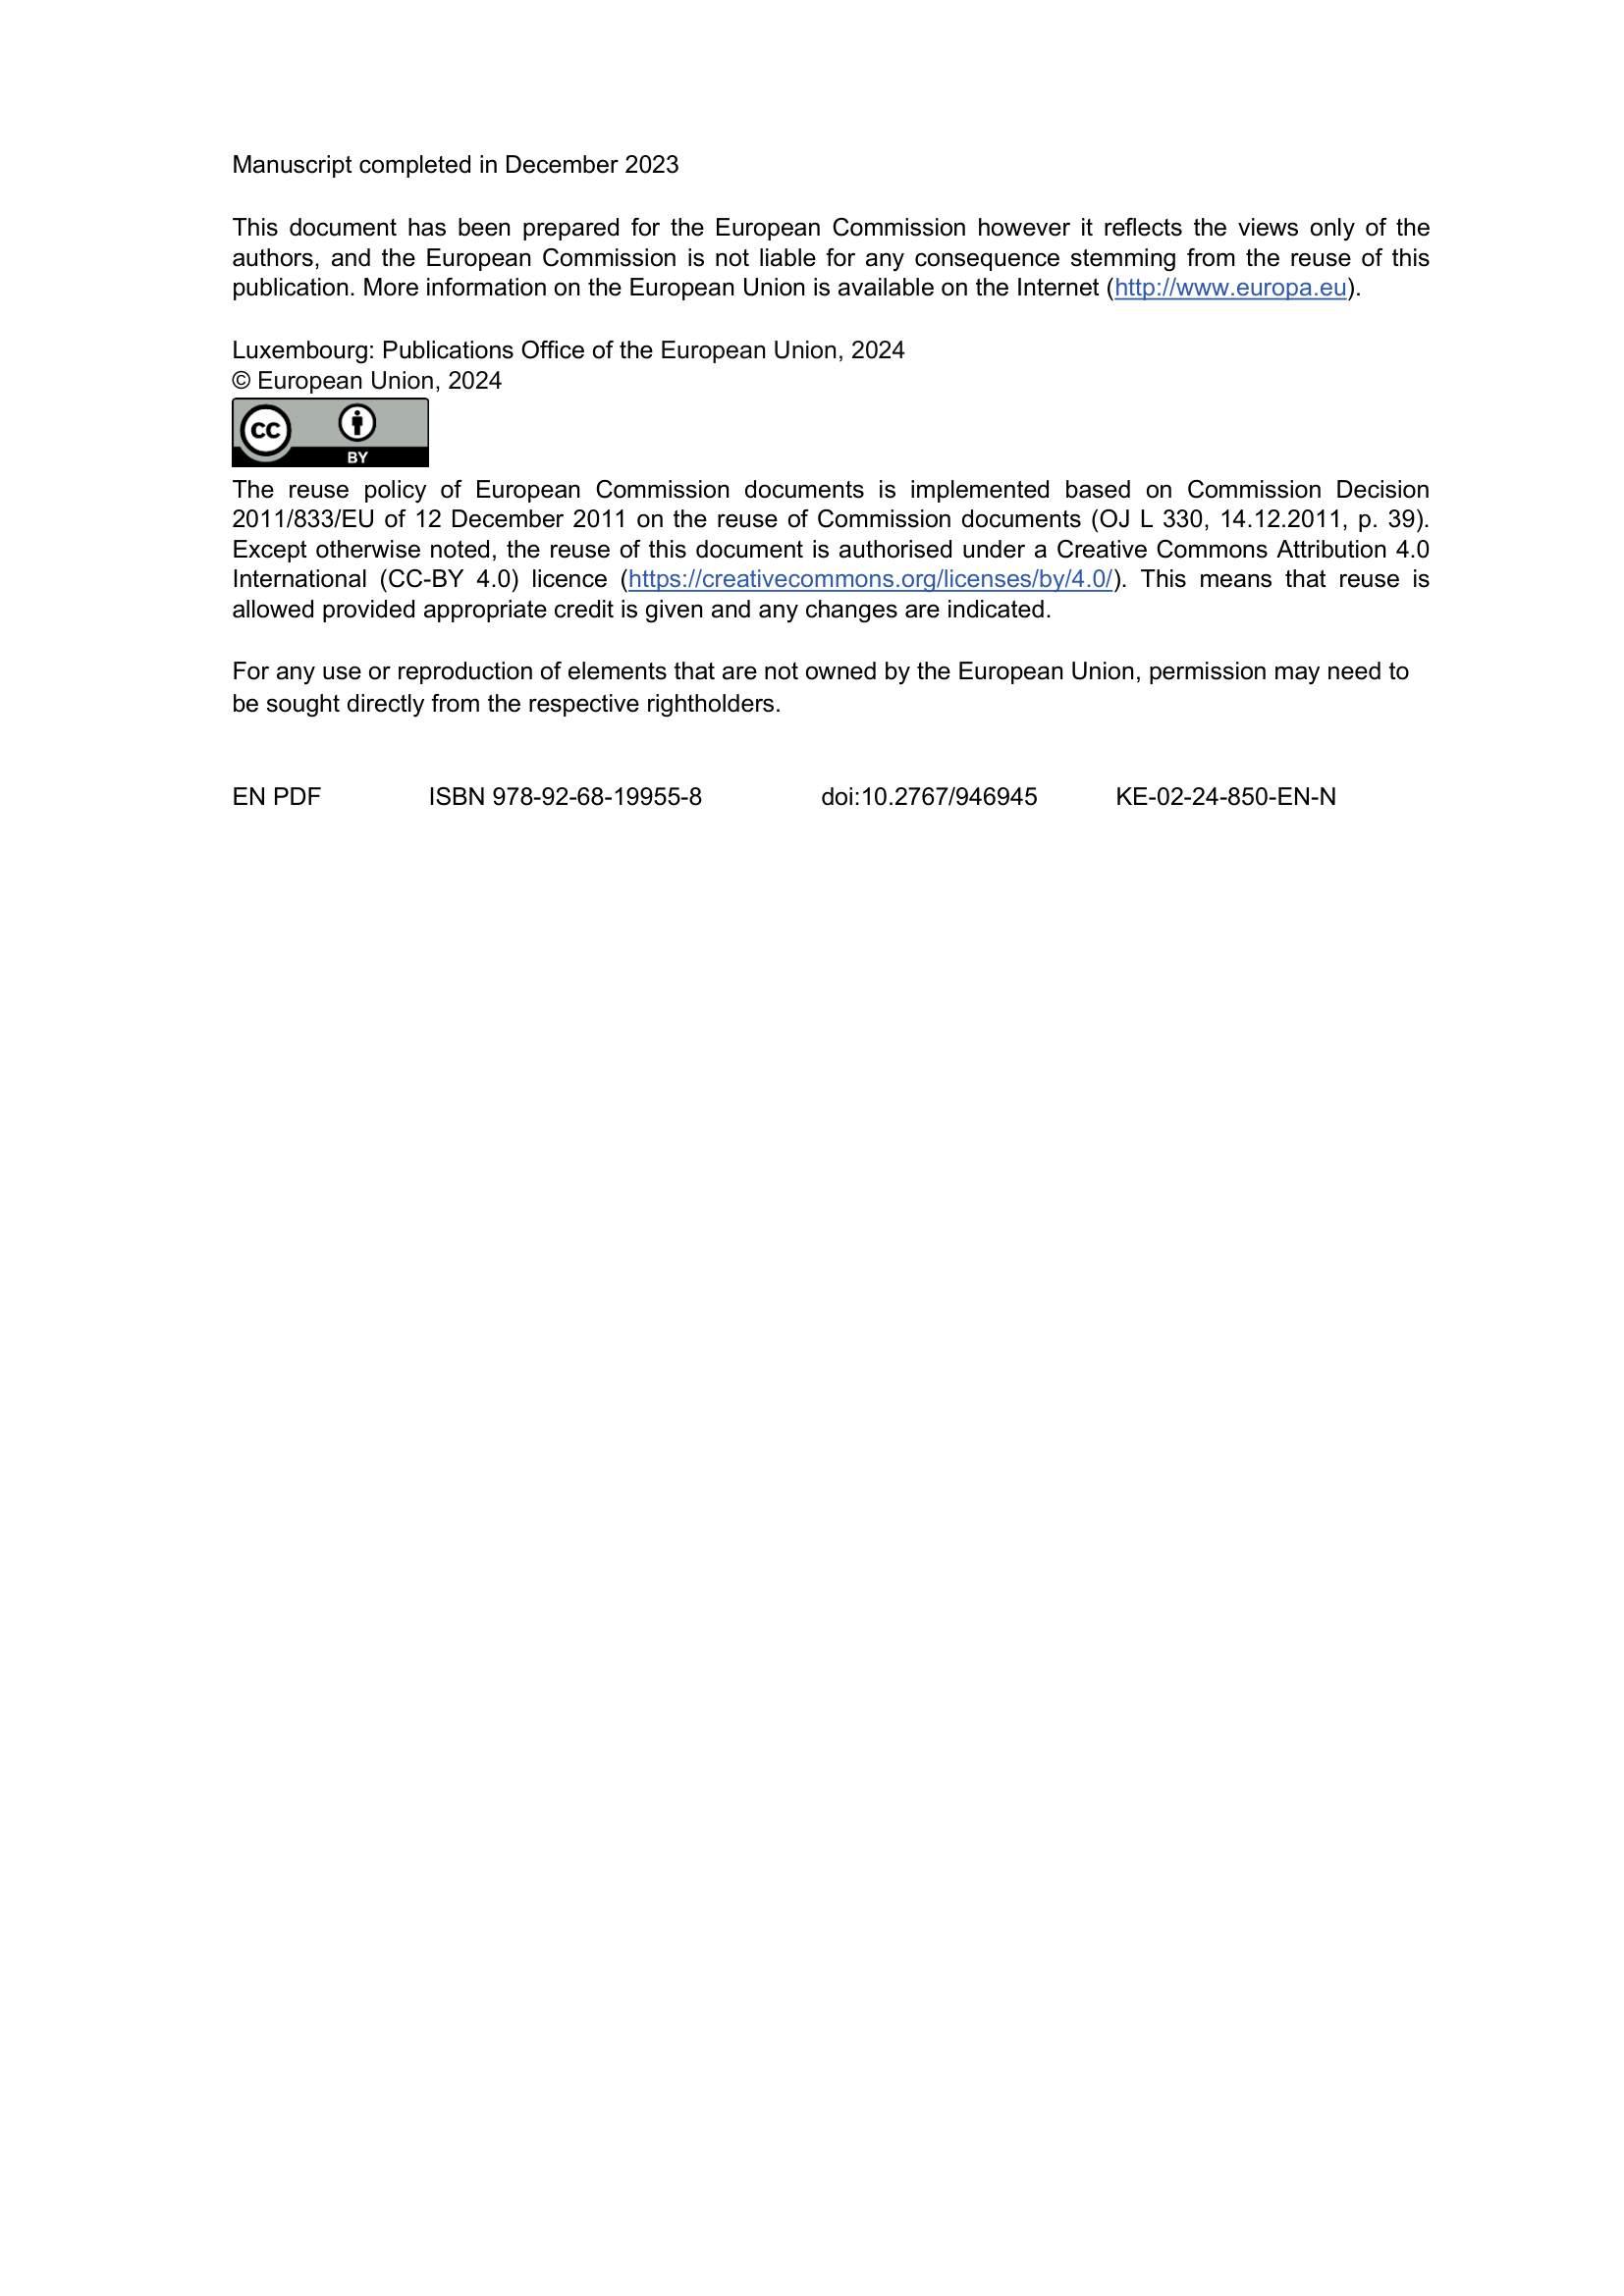 Manuscript completed in December 2023
This document has been prepared for the European Commission however it reflects the views only of the
authors, and the European Commission is not liable for any consequence stemming from the reuse of this
publication. More information on the European Union is available on the Internet (http://www.europa.eu).
Luxembourg: Publications Office of the European Union, 2024
© European Union, 2024
CC
BY
The reuse policy of European Commission documents is implemented based on Commission Decision
2011/833/EU of 12 December 2011 on the reuse of Commission documents (OJ L 330, 14.12.2011, p. 39).
Except otherwise noted, the reuse of this document is authorised under a Creative Commons Attribution 4.0
International (CC-BY 4.0) licence (https://creativecommons.org/licenses/by/4.0/). This means that reuse is
allowed provided appropriate credit is given and any changes are indicated.
For any use or reproduction of elements that are not owned by the European Union, permission may need to
be sought directly from the respective rightholders.
EN PDF ISBN 978-92-68-19955-8 doi:10.2767/946945 KE-02-24-850-EN-N